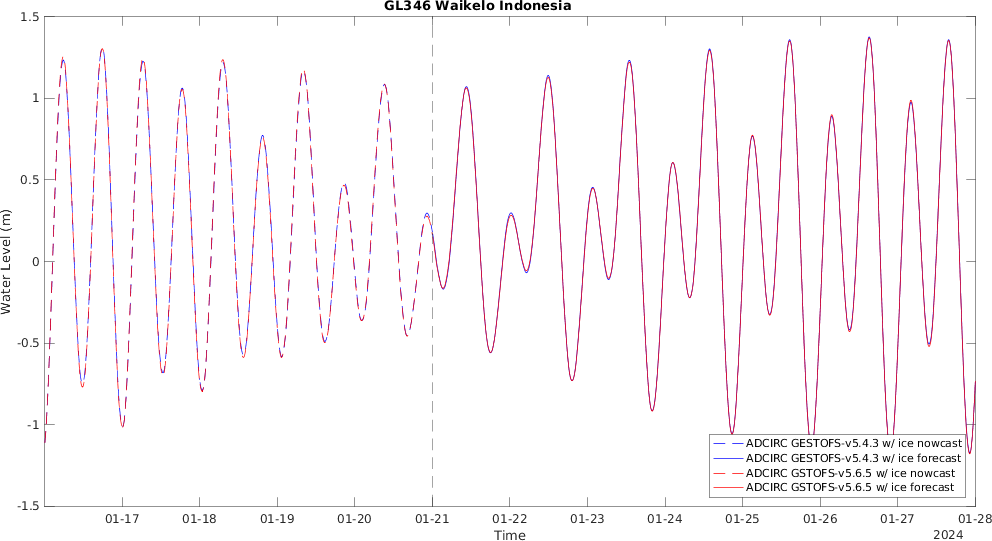 GL346 Waikelo Indonesia
1.5
1
0.5
0
-0.5
-1
-1.5
Water Level (m)
ADCIRC GESTOFS-v5.4.3 w/ ice nowcast
ADCIRC GESTOFS-v5.4.3 w/ ice forecast
ADCIRC GSTOFS-v5.6.5 w/ ice nowcast
ADCIRC GSTOFS-v5.6.5 w/ ice forecast
01-17 01-18 01-19 01-20 01-21 01-22 01-23 01-24 01-25 01-26 01-27 01-28
Time
2024